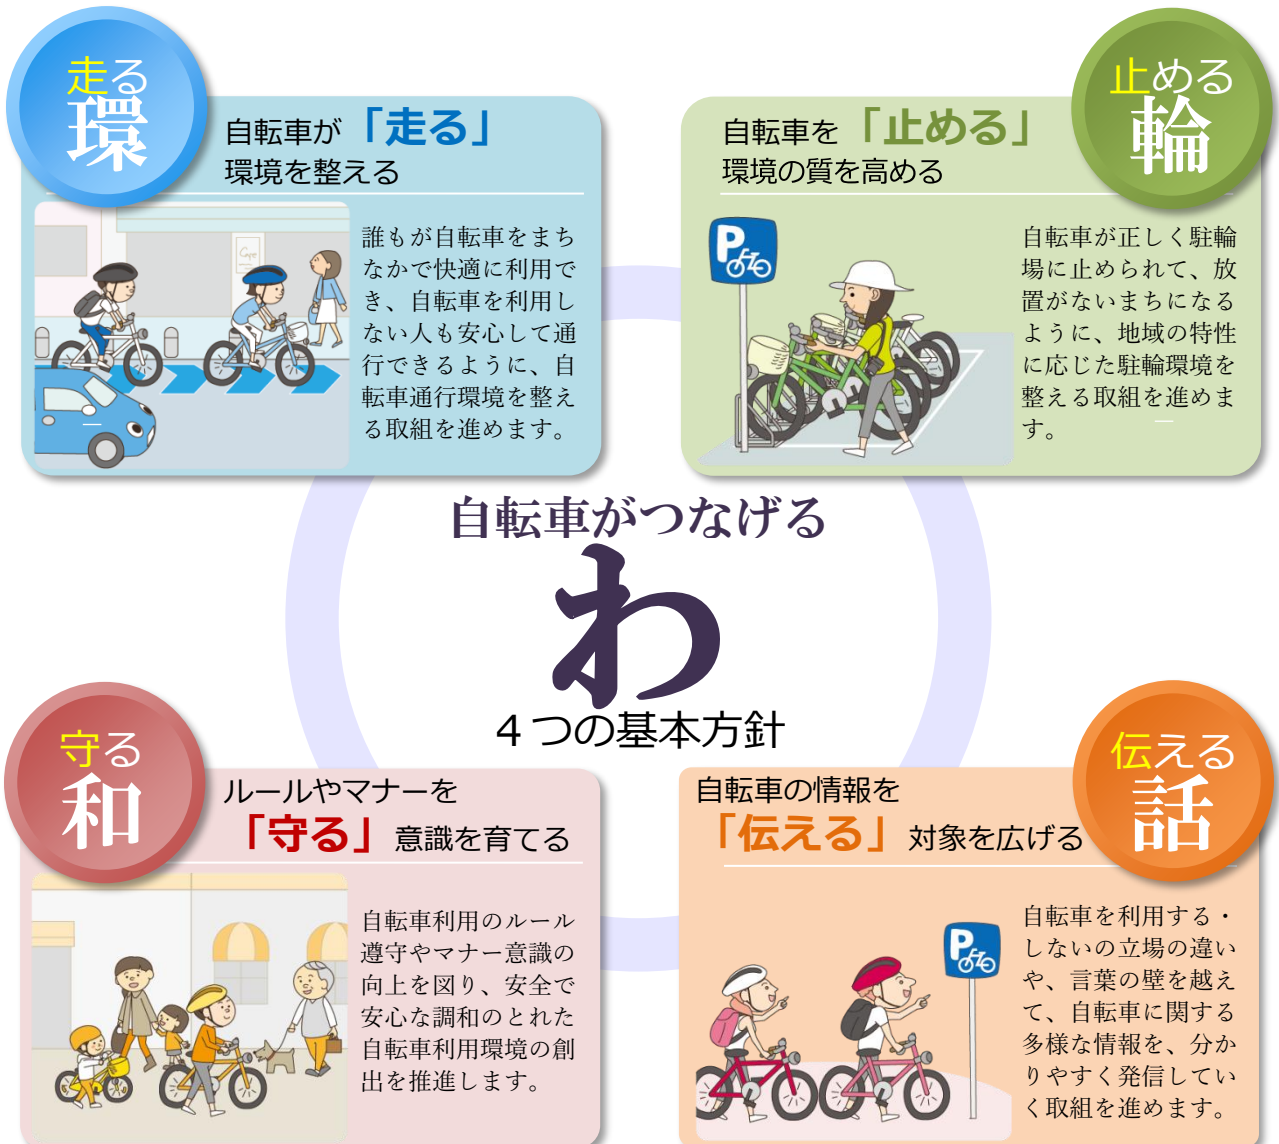 走る
環
自転車が「走る」
環境を整える
Cafe
誰もが自転車をまち
なかで快適に利用で
き、自転車を利用し
ない人も安心して通
行できるように、自
転車通行環境を整え
る取組を進めます。
止める
輪
自転車を「止める」
環境の質を高める
P
自転車が正しく駐輪
場に止められて、放
置がないまちになる
ように、地域の特性
に応じた駐輪環境を
整える取組を進めま
す。
自転車がつなげる
わ
４つの基本方針
守る
和
ルールやマナーを
「守る」意識を育てる
自転車利用のルール
遵守やマナー意識の
向上を図り、安全で
安心な調和のとれた
自転車利用環境の創
出を推進します。
伝える
話
自転車の情報を
「伝える」対象を広げる
P
自転車を利用する・
しないの立場の違い
や、言葉の壁を越え
て、自転車に関する
多様な情報を、分か
りやすく発信してい
く取組を進めます。